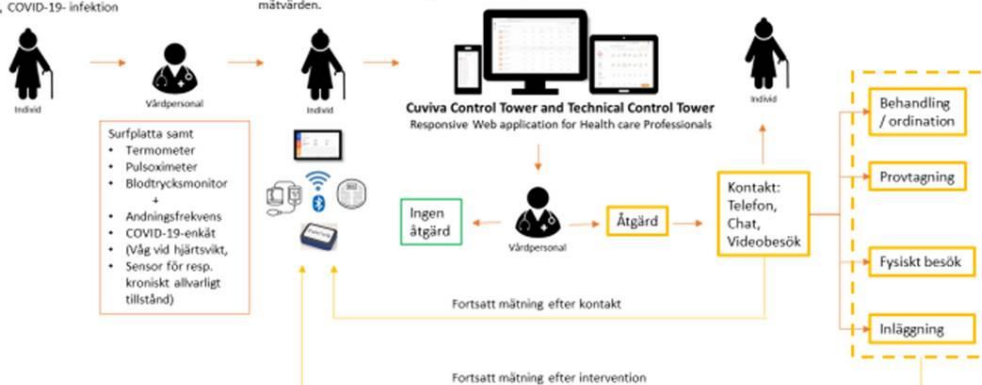 , COVID-19- infektion
mätvärden.
Individ
Vårdpersonal
Individ
Cuviva Control Tower and Technical Control Tower
Responsive Web application for Health care Professionals
Individ
Surfplatta samt
• Termometer
• Pulsoximeter
• Blodtrycksmonitor
+
• Andningsfrekvens
• COVID-19-enkät
• (Våg vid hjärtsvikt,
• Sensor för resp.
kroniskt allvarligt
tillstånd)
Ingen
åtgärd
Vårdpersonal
Åtgärd
Kontakt:
Telefon,
Chat,
Videobesök
Behandling
/ ordination
Provtagning
Fysiskt besök
Inläggning
Fortsatt mätning efter kontakt
Fortsatt mätning efter intervention